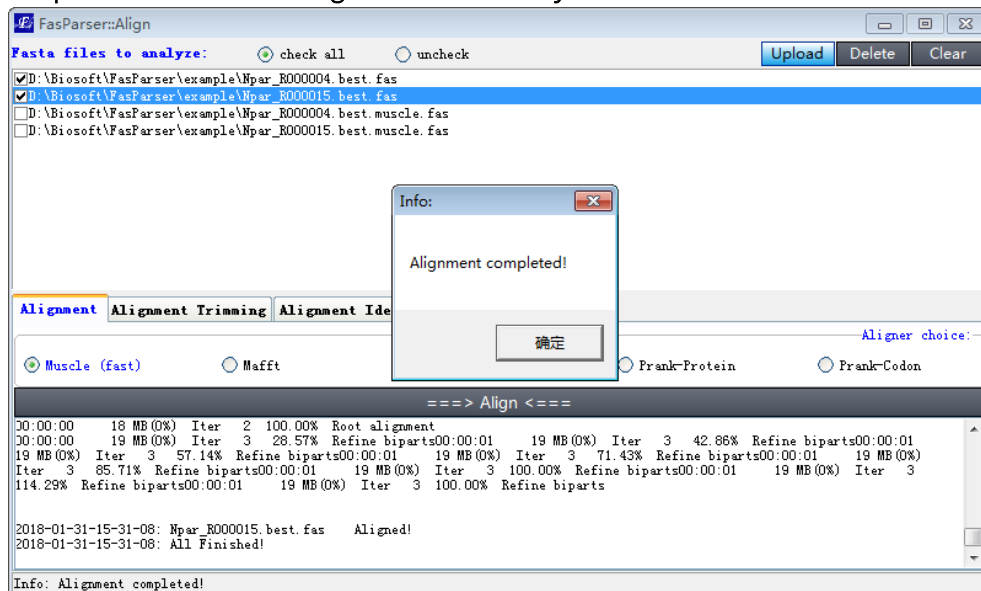 FasParser::Align
Fasta files to analyze: check all uncheck Upload Delete Clear
D:\Biosoft\FasParser\example\Npar_R000004.best.fas
D:\Biosoft\FasParser\example\Npar_R000015.best.fas
D:\Biosoft\FasParser\example\Npar_R000004.best.muscle.fas
D:\Biosoft\FasParser\example\Npar_R000015.best.muscle.fas
Info:
Alignment completed!
确定
Alignment Alignment Trimming Alignment Ide
Aligner choice:
Muscle (fast) Mafft Prank-Protein Prank-Codon
===> Align <===
00:00:00 18 MB(0%) Iter 2 100.00% Root alignment
00:00:00 19 MB(0%) Iter 3 28.57% Refine biparts00:00:01 19 MB(0%) Iter 3 42.86% Refine biparts00:00:01
19 MB(0%) Iter 3 57.14% Refine biparts00:00:01 19 MB(0%) Iter 3 71.43% Refine biparts00:00:01 19 MB(0%)
Iter 3 85.71% Refine biparts00:00:01 19 MB(0%) Iter 3 100.00% Refine biparts00:00:01 19 MB(0%) Iter 3
114.29% Refine biparts00:00:01 19 MB(0%) Iter 3 100.00% Refine biparts
2018-01-31-15-31-08: Npar_R000015.best.fas Aligned!
2018-01-31-15-31-08: All Finished!
Info: Alignment completed!